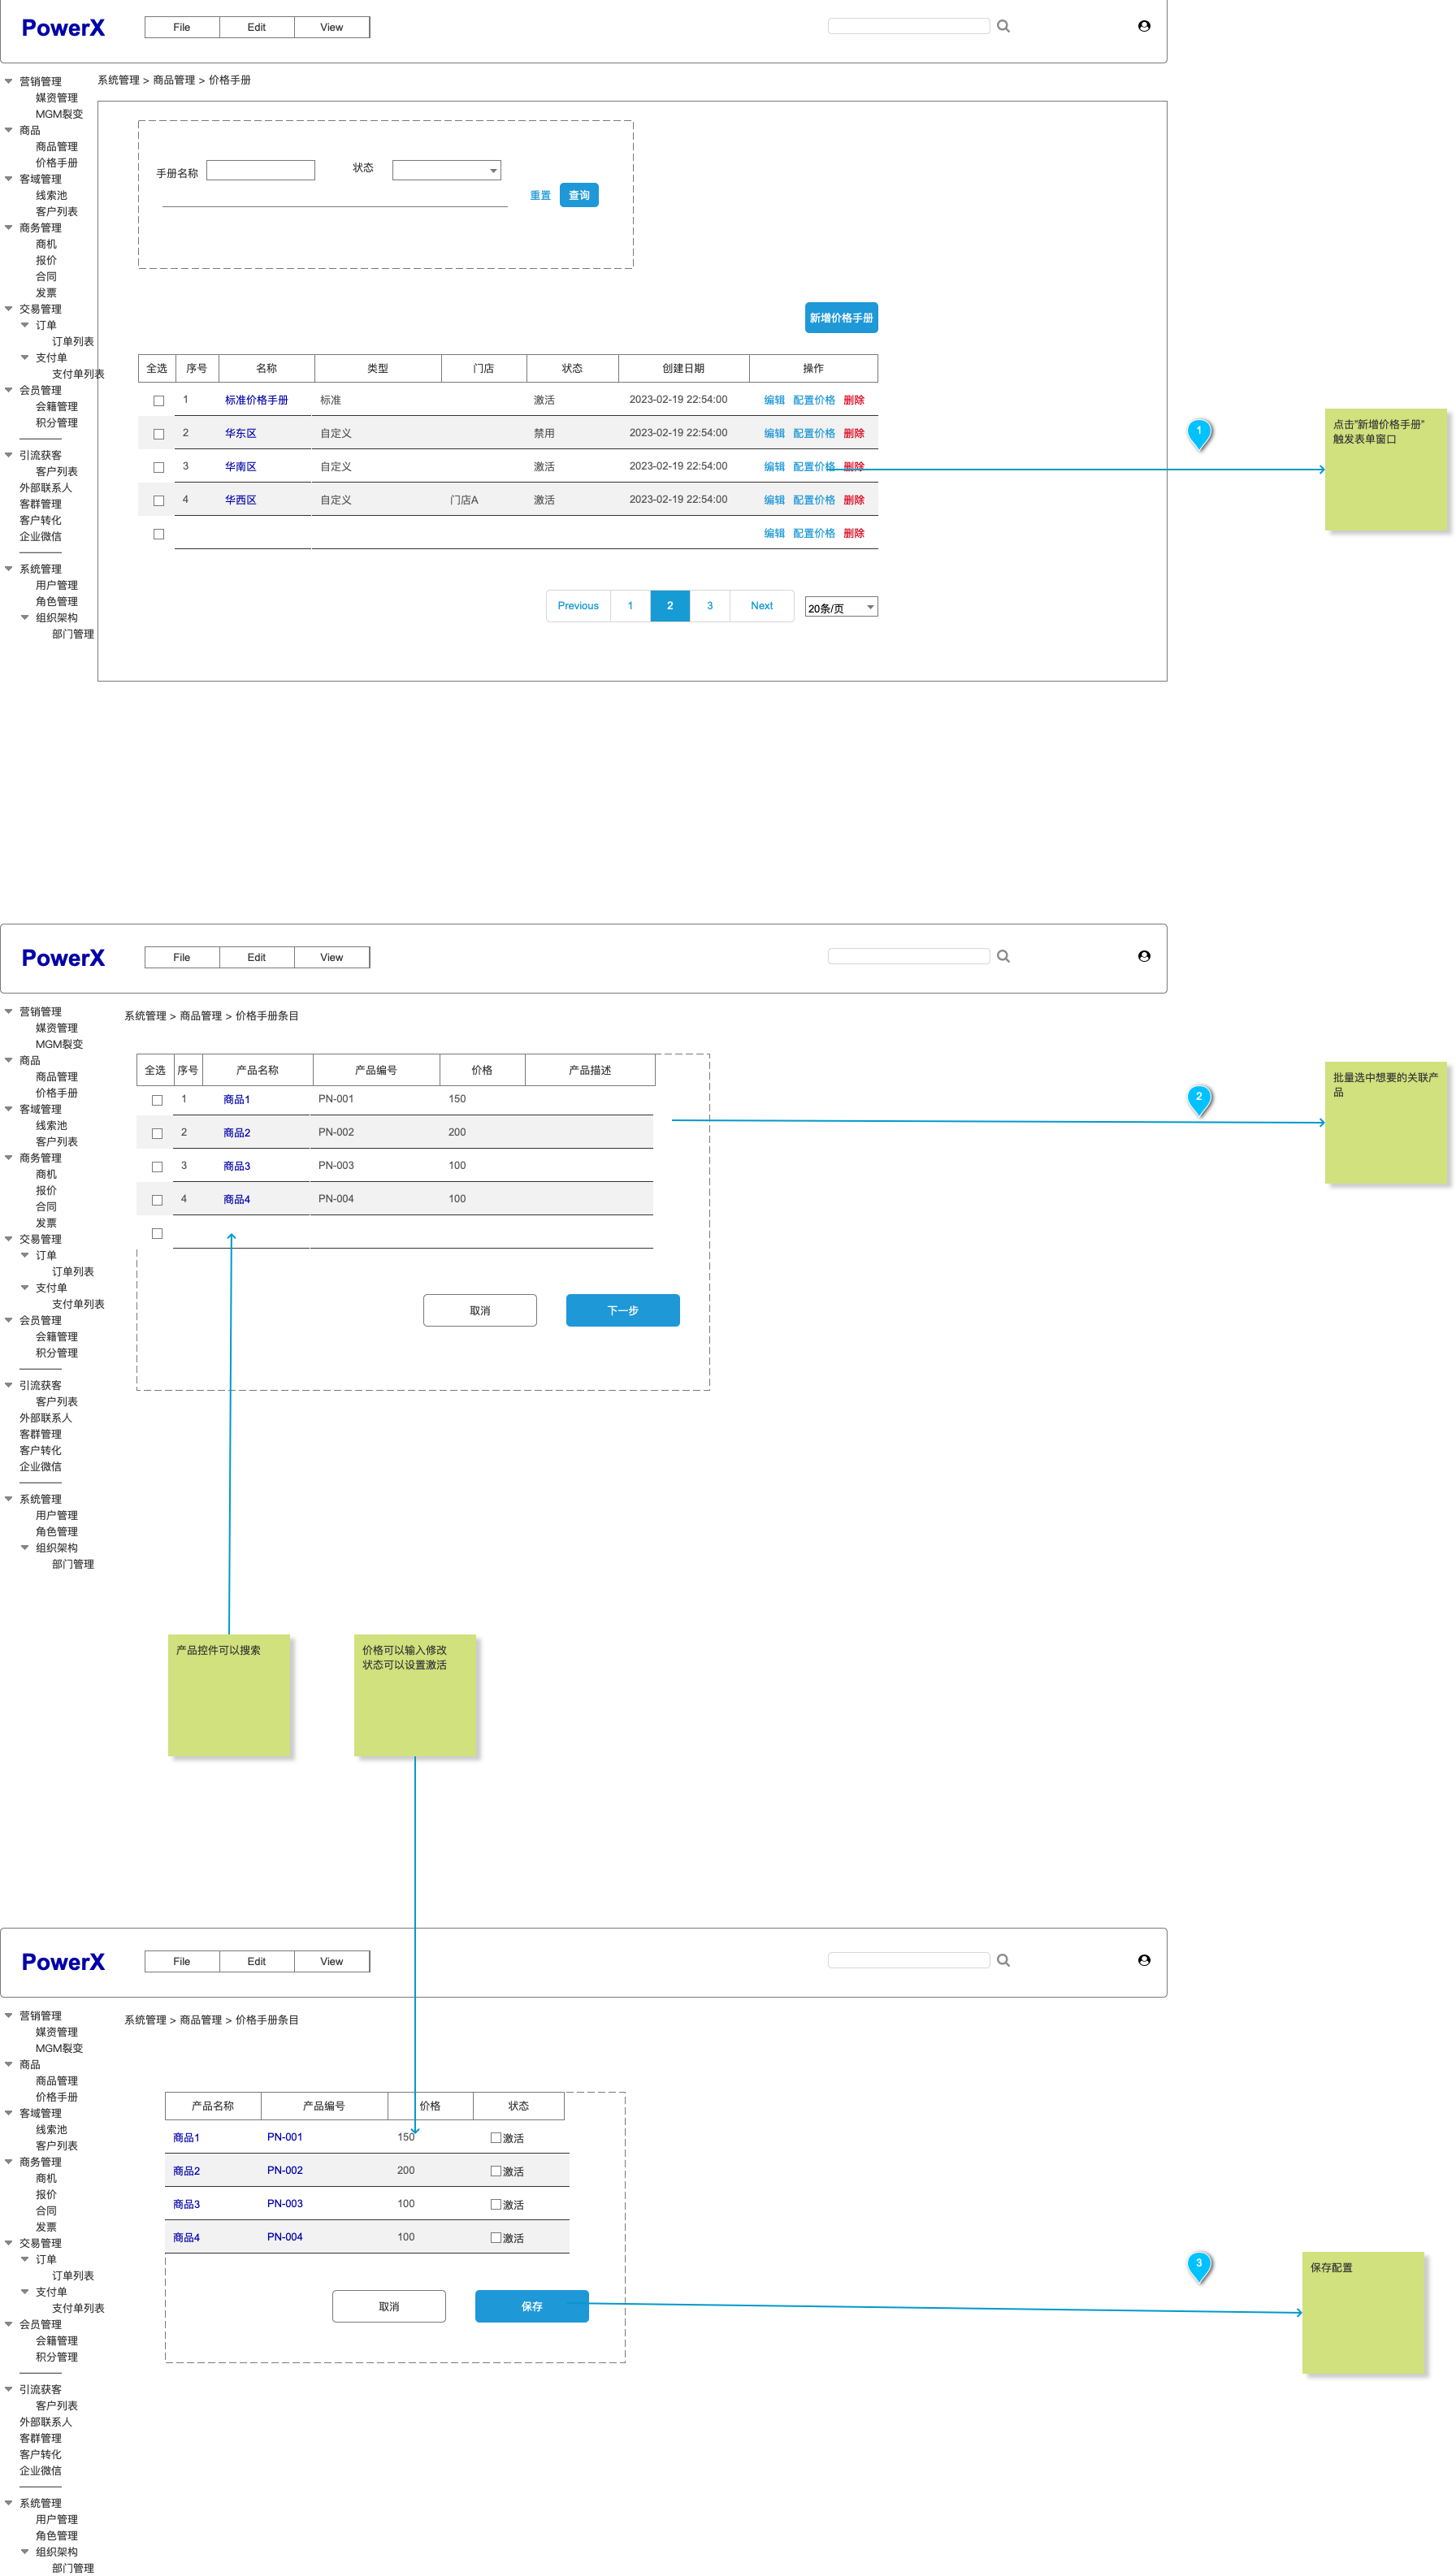 PowerX
File Edit View
系统管理 > 商品管理 > 价格手册
营销管理
媒资管理
MGM裂变
商品
商品管理
价格手册
客域管理
线索池
客户列表
商务管理
商机
报价
合同
发票
交易管理
订单
订单列表
支付单
支付单列表
会员管理
会籍管理
积分管理
引流获客
客户列表
外部联系人
客群管理
客户转化
企业微信
系统管理
用户管理
角色管理
组织架构
部门管理
手册名称 状态
重置 查询
新增价格手册
全选 序号 名称 类型 门店 状态 创建日期 操作
1 标准价格手册 标准 激活 2023-02-19 22:54:00 编辑 配置价格 删除
2 华东区 自定义 禁用 2023-02-19 22:54:00 编辑 配置价格 删除
3 华南区 自定义 激活 2023-02-19 22:54:00 编辑 配置价格 删除
4 华西区 自定义 门店A 激活 2023-02-19 22:54:00 编辑 配置价格 删除
编辑 配置价格 删除
Previous 1 2 3 Next 20条/页
1
点击"新增价格手册"
触发表单窗口
PowerX
File Edit View
系统管理 > 商品管理 > 价格手册条目
营销管理
媒资管理
MGM裂变
商品
商品管理
价格手册
客域管理
线索池
客户列表
商务管理
商机
报价
合同
发票
交易管理
订单
订单列表
支付单
支付单列表
会员管理
会籍管理
积分管理
引流获客
客户列表
外部联系人
客群管理
客户转化
企业微信
系统管理
用户管理
角色管理
组织架构
部门管理
全选 序号 产品名称 产品编号 价格 产品描述
1 商品1 PN-001 150
2 商品2 PN-002 200
3 商品3 PN-003 100
4 商品4 PN-004 100
取消 下一步
2
批量选中想要的关联产
品
产品控件可以搜索
价格可以输入修改
状态可以设置激活
PowerX
File Edit View
系统管理 > 商品管理 > 价格手册条目
营销管理
媒资管理
MGM裂变
商品
商品管理
价格手册
客域管理
线索池
客户列表
商务管理
商机
报价
合同
发票
交易管理
订单
订单列表
支付单
支付单列表
会员管理
会籍管理
积分管理
引流获客
客户列表
外部联系人
客群管理
客户转化
企业微信
系统管理
用户管理
角色管理
组织架构
部门管理
产品名称 产品编号 价格 状态
商品1 PN-001 150 激活
商品2 PN-002 200 激活
商品3 PN-003 100 激活
商品4 PN-004 100 激活
取消 保存
3
保存配置